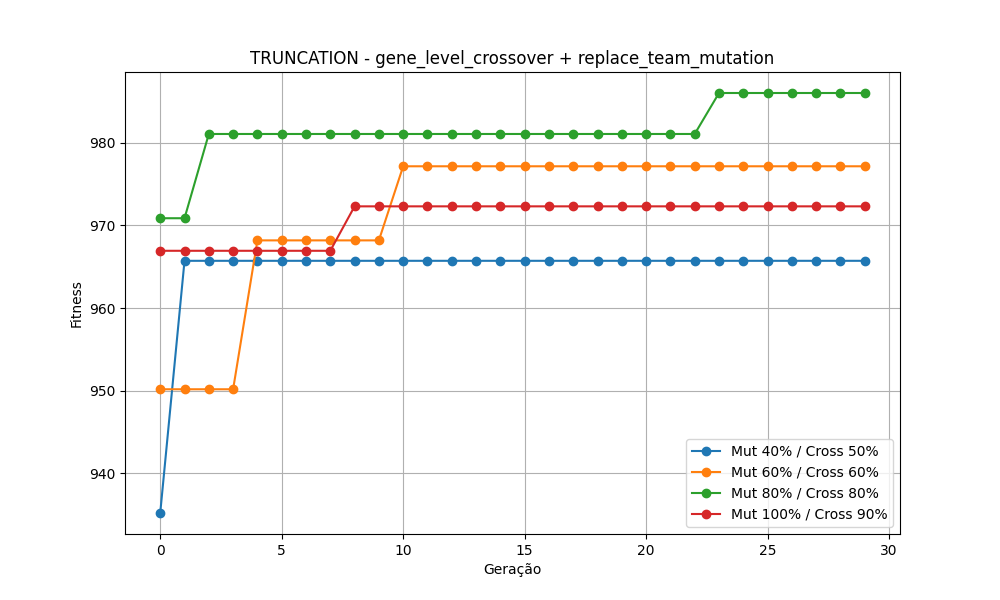 TRUNCATION - gene_level_crossover + replace_team_mutation
Fitness
980
970
960
950
940
0 5 10 15 20 25 30
Geração
Mut 40% / Cross 50%
Mut 60% / Cross 60%
Mut 80% / Cross 80%
Mut 100% / Cross 90%